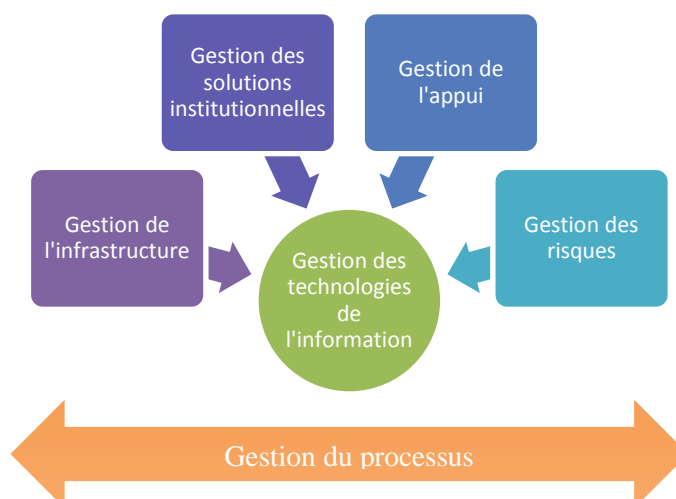 Gestion des
solutions
institutionnelles
Gestion de
l'appui
Gestion de
l'infrastructure
Gestion des
risques
Gestion des
technologies
de
l'information
Gestion du processus